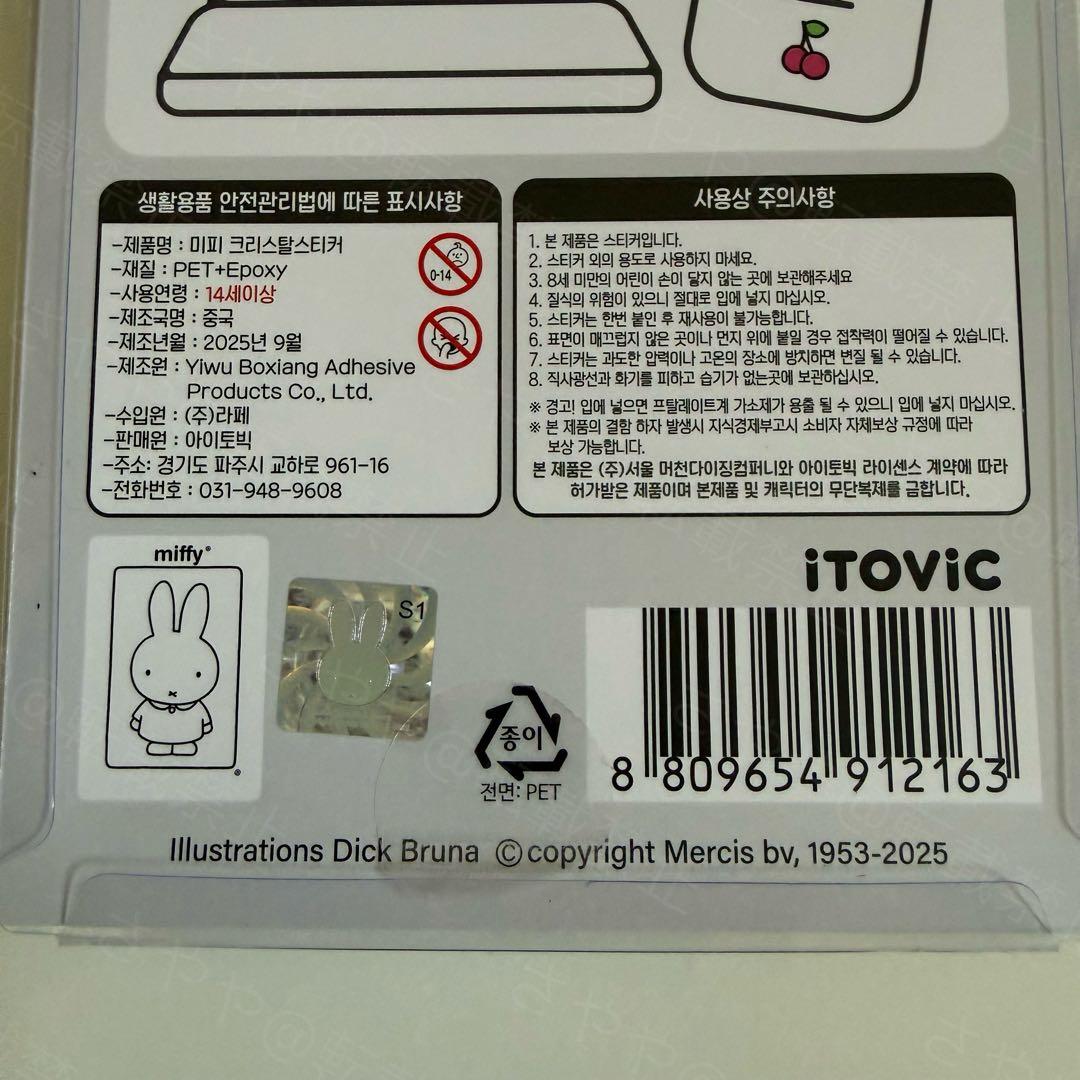 생활용품 안전관리법에 따른 표시사항
-제품명 : 미피 크리스탈스티커
-재질 : PET+Epoxy
-사용연령 : 14세이상
-제조국명 : 중국
-제조년월 : 2025년 9월
-제조원 : Yiwu Boxiang Adhesive
Products Co., Ltd.
-수입원 : (주)라페
-판매원 : 아이토빅
-주소: 경기도 파주시 교하로 961-16
-전화번호 : 031-948-9608
0-14
사용상 주의사항
1. 본 제품은 스티커입니다.
2. 스티커 외의 용도로 사용하지 마세요.
3. 8세 미만의 어린이 손이 닿지 않는 곳에 보관해주세요
4. 질식의 위험이 있으니 절대로 입에 넣지 마십시오.
5. 스티커는 한번 붙인 후 재사용이 불가능합니다.
6. 표면이 매끄럽지 않은 곳이나 먼지 위에 붙일 경우 접착력이 떨어질 수 있습니다.
7. 스티커는 과도한 압력이나 고온의 장소에 방치하면 변질 될 수 있습니다.
8. 직사광선과 화기를 피하고 습기가 없는곳에 보관하십시오.
※ 경고! 입에 넣으면 프탈레이트계 가소제가 용출 될 수 있으니 입에 넣지 마십시오.
※ 본 제품의 결함 하자 발생시 지식경제부고시 소비자 자체보상 규정에 따라
보상 가능합니다.
본 제품은 (주)서울 머천다이징컴퍼니와 아이토빅 라이센스 계약에 따라
허가받은 제품이며 본제품 및 캐릭터의 무단복제를 금합니다.
miffy®
S1
종이
전면: PET
iTOViC
8 809654 912163
Illustrations Dick Bruna ©copyright Mercis bv, 1953-2025